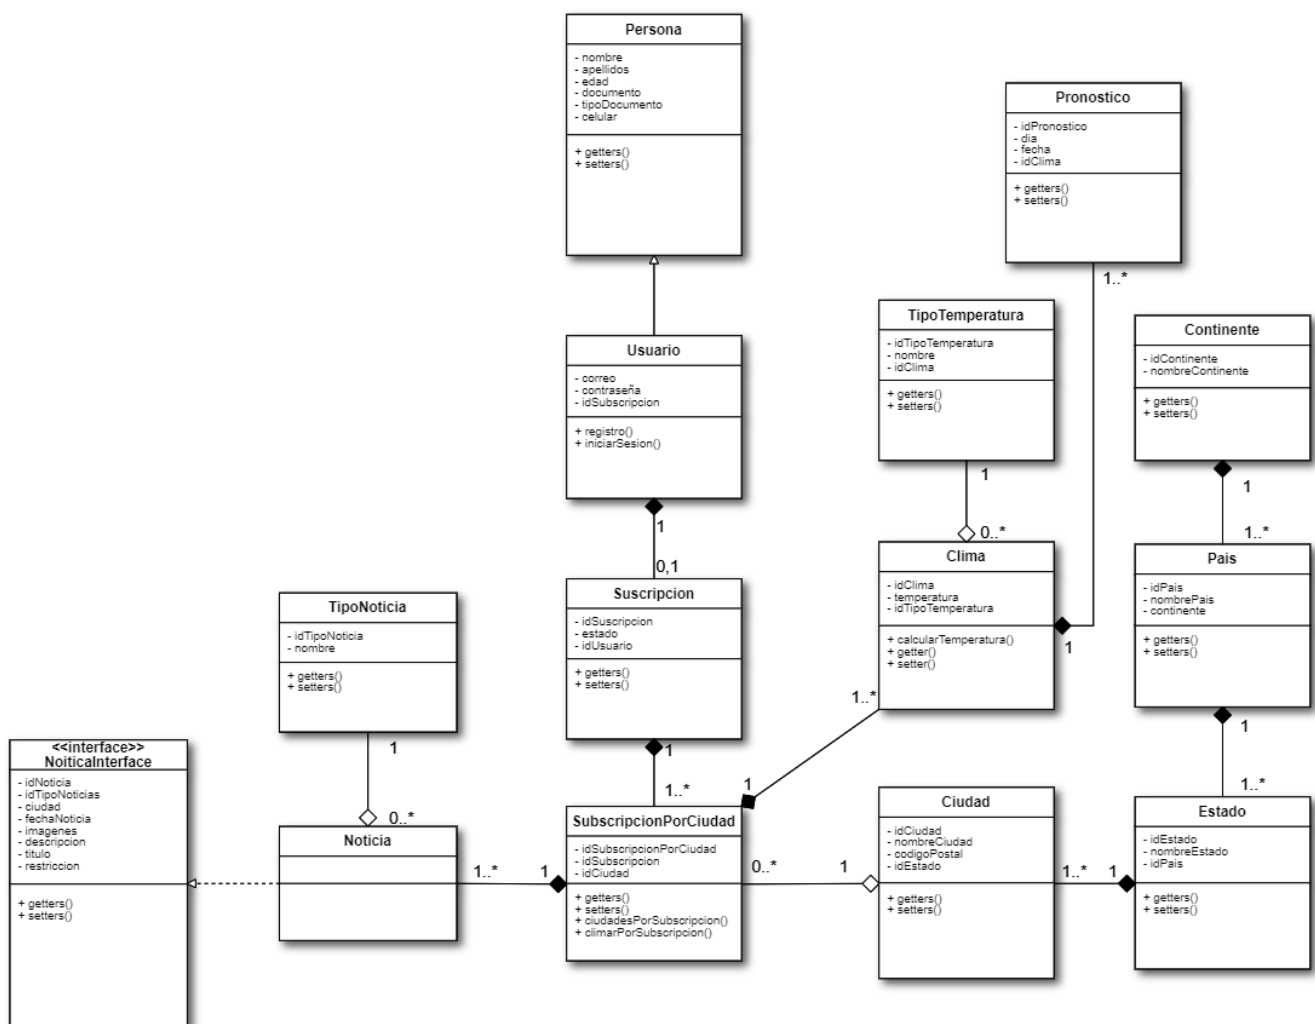 Persona
- nombre
- apellidos
- edad
- documento
- tipoDocumento
- celular
+ getters()
+ setters()
Pronostico
- idPronostico
- dia
- fecha
- idClima
+ getters()
+ setters()
1..*
TipoTemperatura
- idTipoTemperatura
- nombre
- idClima
+ getters()
+ setters()
1
0..*
Continente
- idContinente
- nombreContinente
+ getters()
+ setters()
1
1..*
Usuario
- correo
- contraseña
- idSubscripcion
+ registro()
+ iniciarSesion()
1
0,1
Clima
- idClima
- temperatura
- idTipoTemperatura
+ calcularTemperatura()
+ getter()
+ setter()
1
1..*
Pais
- idPais
- nombrePais
- continente
+ getters()
+ setters()
1
1..*
Suscripcion
- idSuscripcion
- estado
- idUsuario
+ getters()
+ setters()
1
1..*
TipoNoticia
- idTipoNoticia
- nombre
+ getters()
+ setters()
1
0..*
<<interface>>
NoiticaInterface
- idNoticia
- idTipoNoticias
- ciudad
- fechaNoticia
- imagenes
- descripcion
- titulo
- restriccion
+ getters()
+ setters()
Noticia
1..*
1
SubscripcionPorCiudad
- idSubscripcionPorCiudad
- idSubscripcion
- idCiudad
+ getters()
+ setters()
+ ciudadesPorSubscripcion()
+ climarPorSubscripcion()
1
0..*
1
Ciudad
- idCiudad
- nombreCiudad
- codigoPostal
- idEstado
+ getters()
+ setters()
1..*
1
Estado
- idEstado
- nombreEstado
- idPais
+ getters()
+ setters()